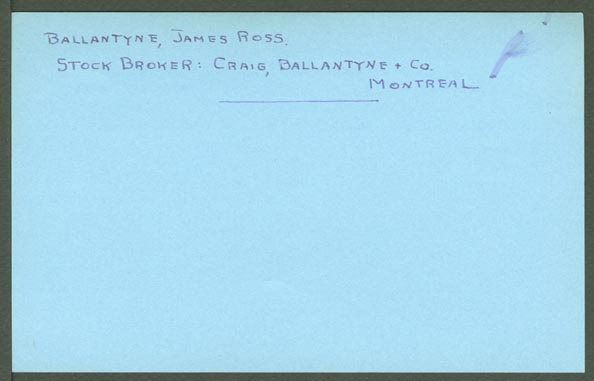 BALLANTYNE, JAMES ROSS.
STOCK BROKER: CRAIG, BALLANTYNE + CO.
MONTREAL